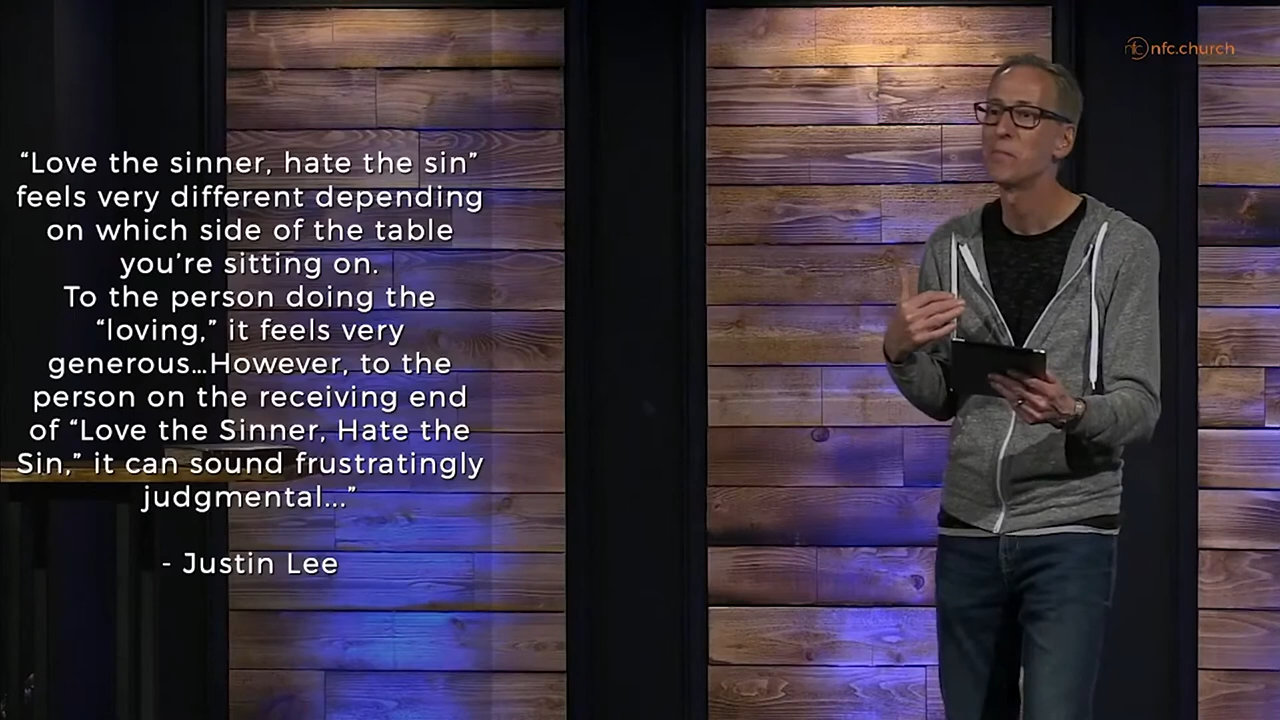 “Love the sinner, hate the sin”
feels very different depending
on which side of the table
you’re sitting on.
To the person doing the
“loving,” it feels very
generous…However, to the
person on the receiving end
of “Love the Sinner, Hate the
Sin,” it can sound frustratingly
judgmental...”
- Justin Lee
nfc nfc.church